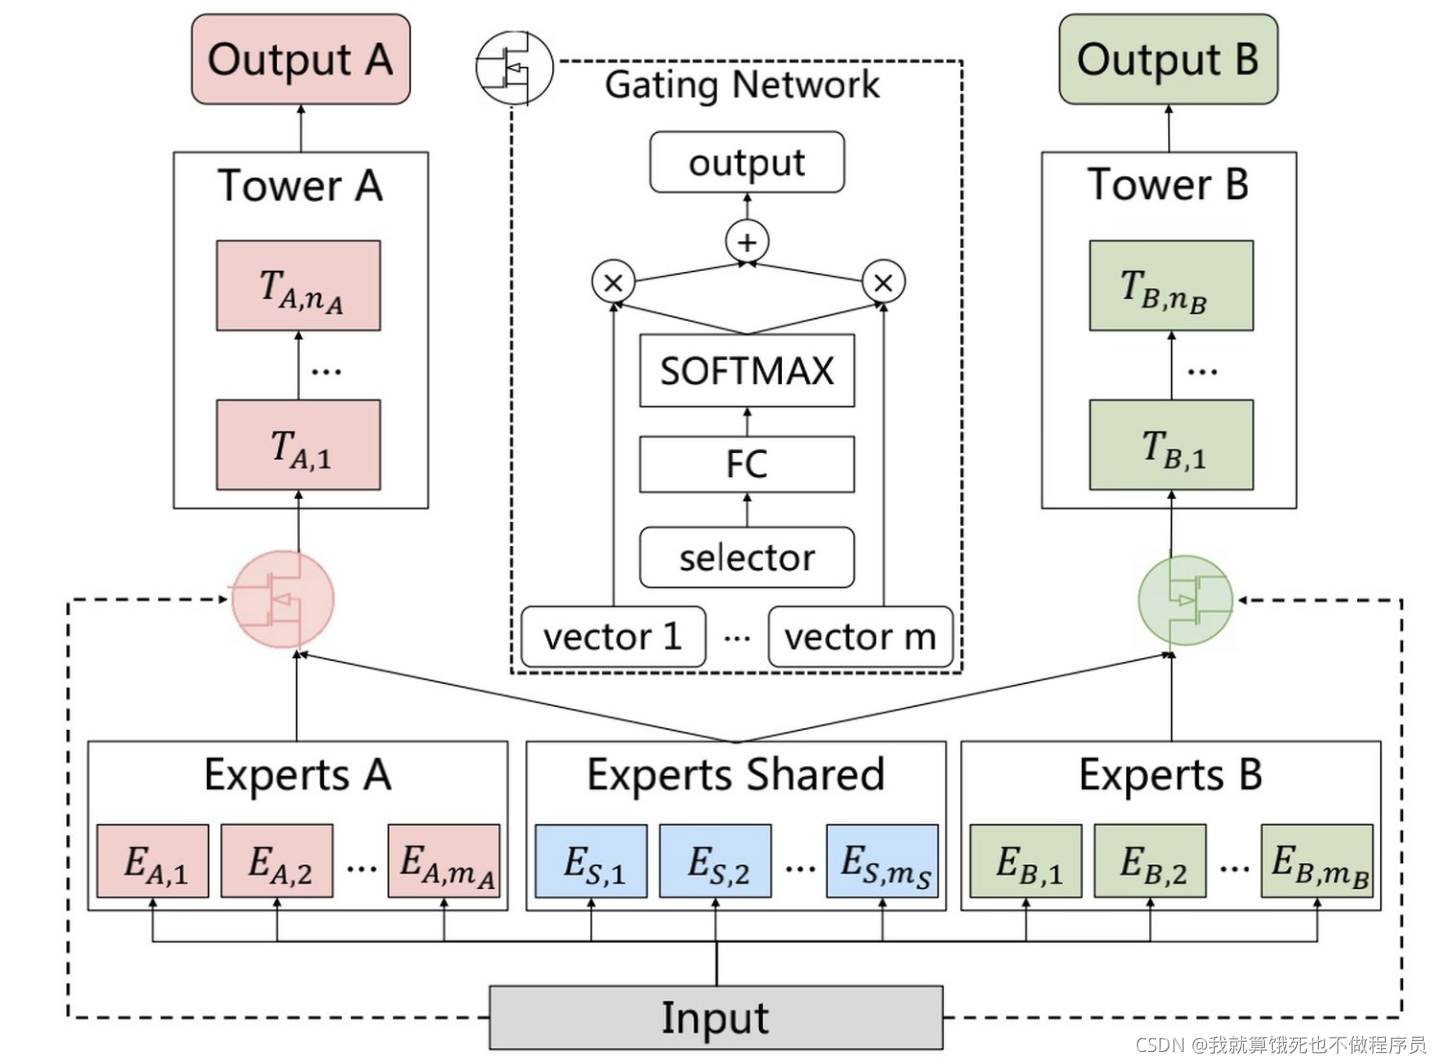 Output A
Output B
Gating Network
output
+
×
×
SOFTMAX
FC
selector
vector 1 ... vector m
Tower A
T_{A,n_A}
...
T_{A,1}
Tower B
T_{B,n_B}
...
T_{B,1}
Experts A
E_{A,1} E_{A,2} ... E_{A,m_A}
Experts Shared
E_{S,1} E_{S,2} ... E_{S,m_S}
Experts B
E_{B,1} E_{B,2} ... E_{B,m_B}
Input
CSDN @我就算饿死也不做程序员